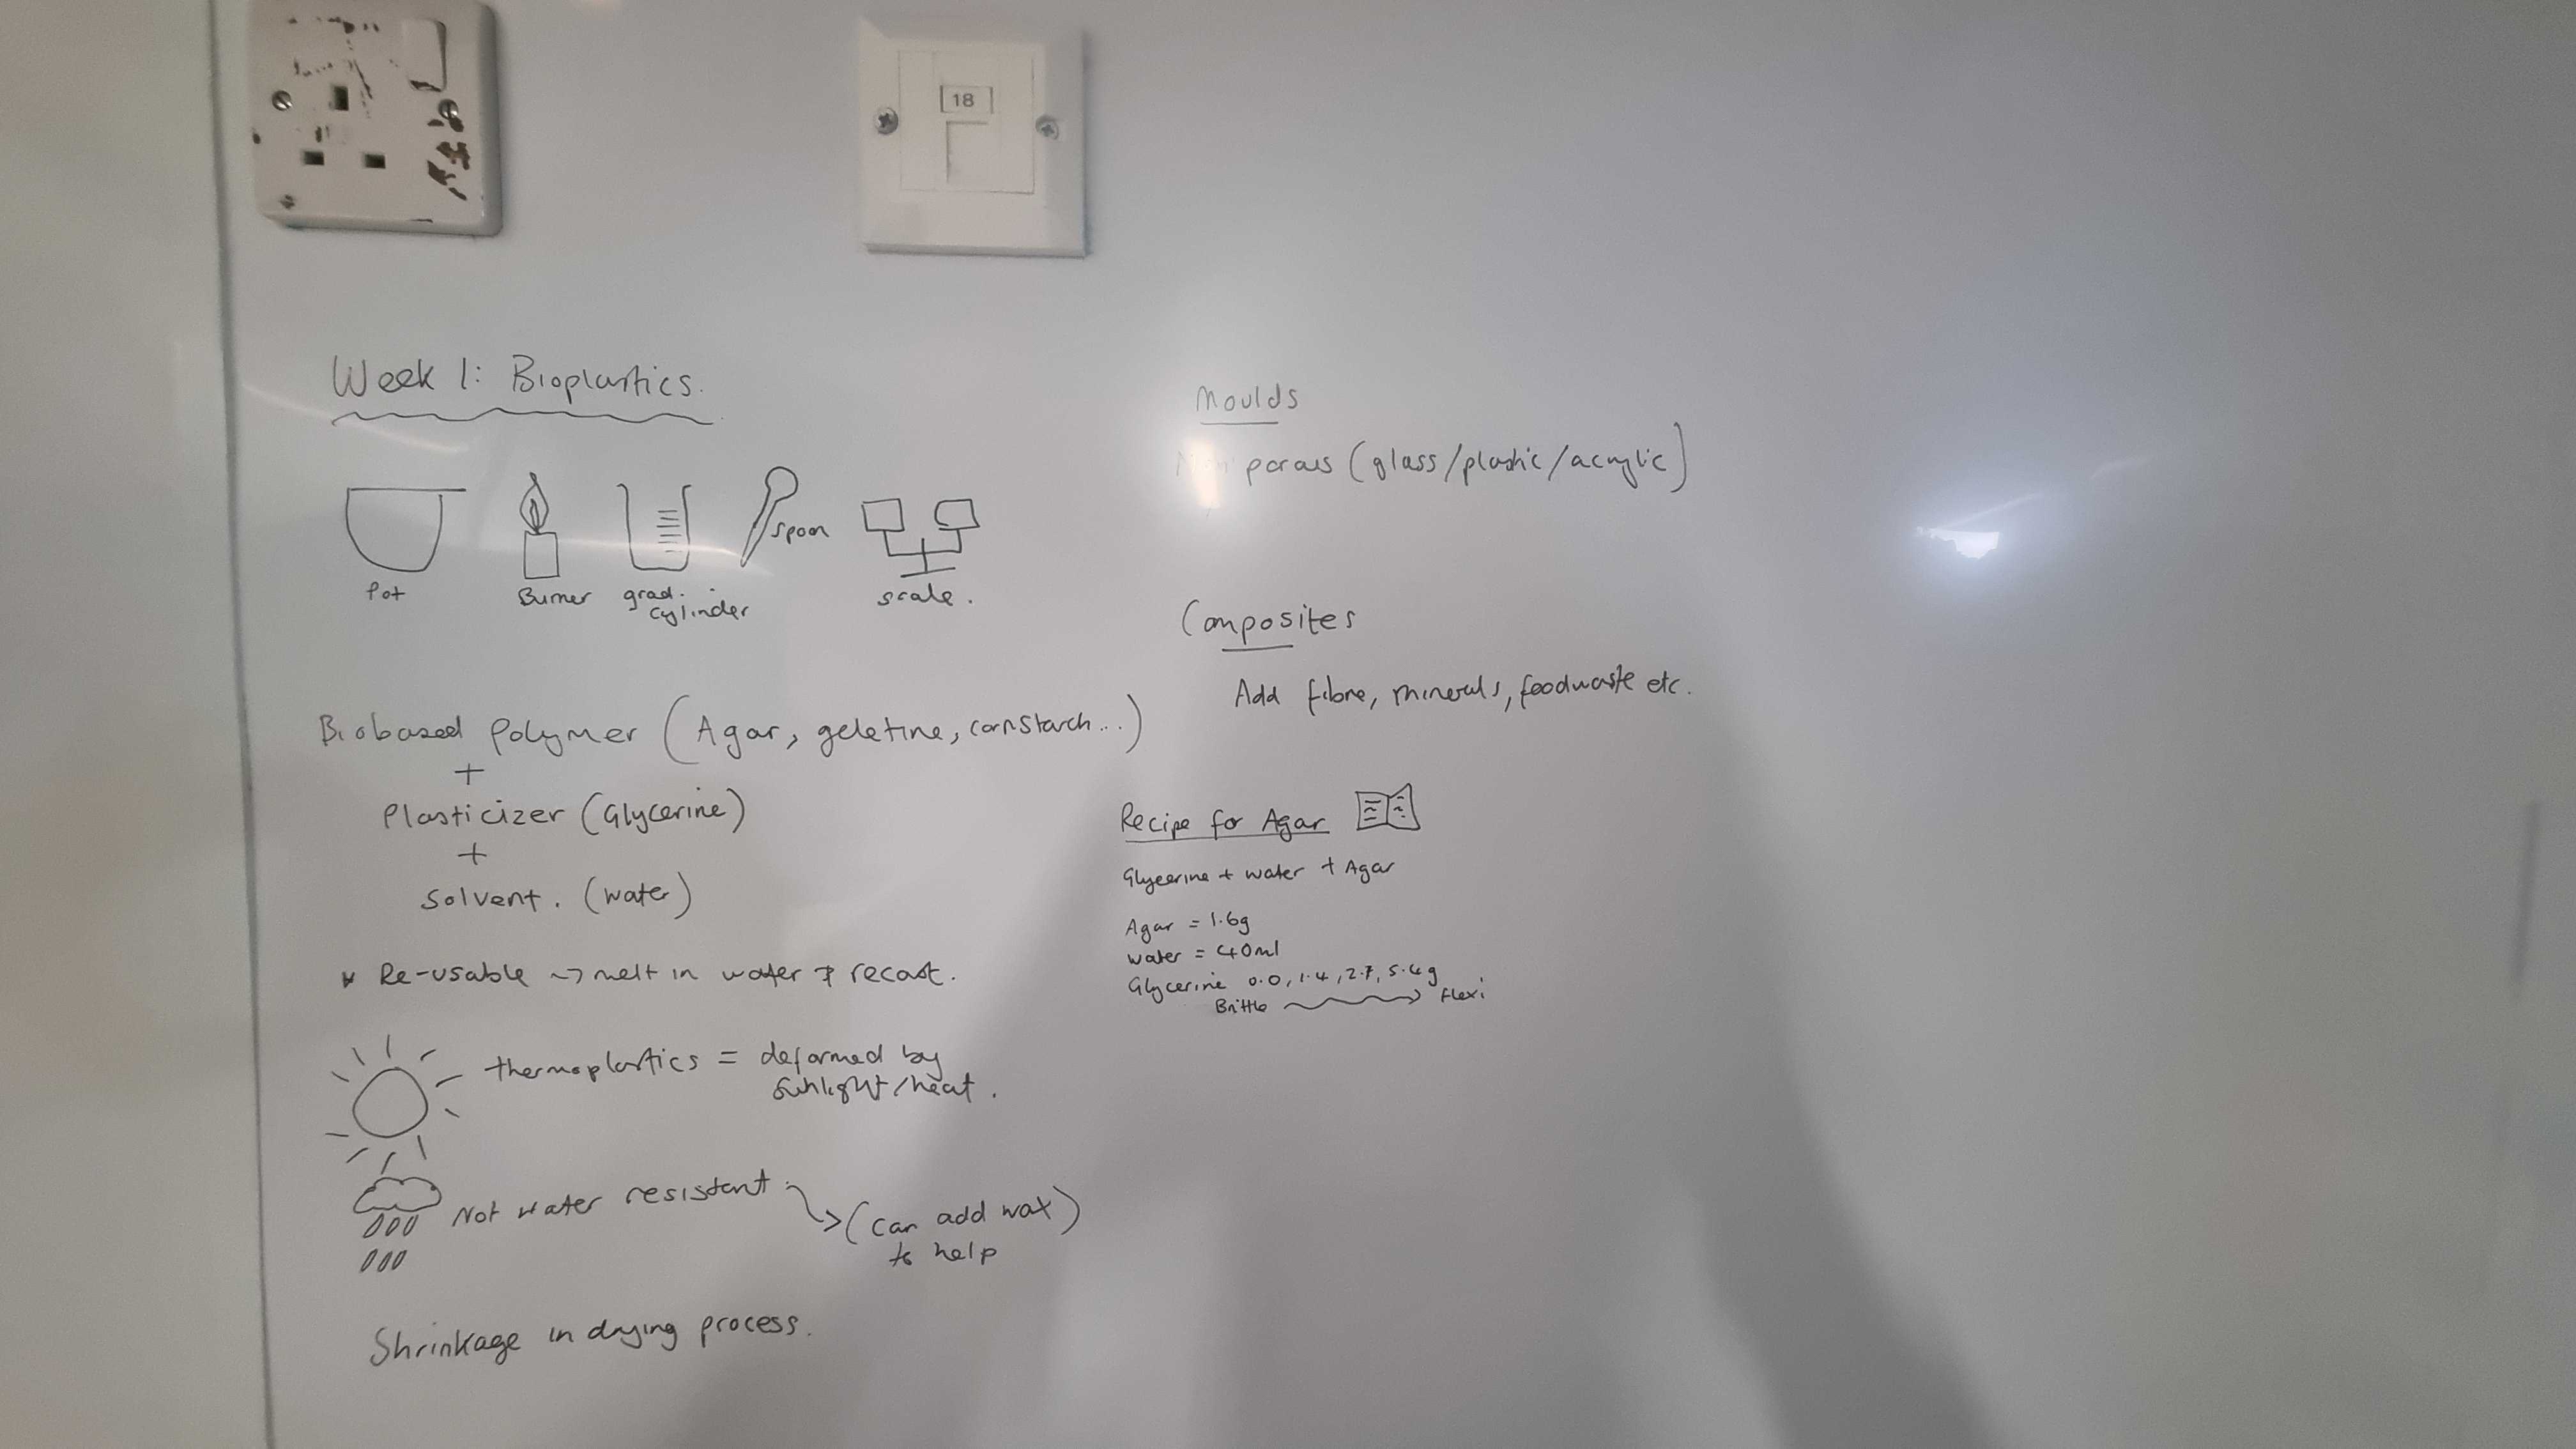 18
Week 1: Bioplastics.
Pot
Burner
grad.
cylinder
spoon
scale.
Biobased Polymer (Agar, geletine, cornstarch...)
+
Plasticizer (Glycerine)
+
Solvent. (water)
Re-usable → melt in water + recast.
thermoplastics = deformed by
sunlight/heat.
Not water resistent
→ (can add wax)
to help
Shrinkage in drying process.
Moulds
porous (glass/plastic/acrylic)
Composites
Add fibre, minerals, foodwaste etc.
Recipe for Agar
Glycerine + water + Agar
Agar = 1.6g
water = 40ml
Glycerine 0.0, 1.4, 2.7, 5.4g
Brittle → flexi